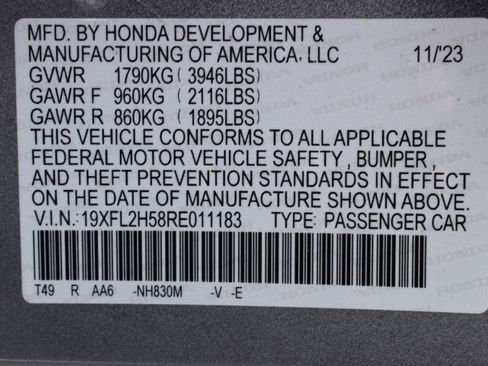 MFD. BY HONDA DEVELOPMENT &
MANUFACTURING OF AMERICA, LLC 11/'23
GVWR 1790KG (3946LBS)
GAWR F 960KG (2116LBS)
GAWR R 860KG (1895LBS)
THIS VEHICLE CONFORMS TO ALL APPLICABLE
FEDERAL MOTOR VEHICLE SAFETY, BUMPER,
AND THEFT PREVENTION STANDARDS IN EFFECT
ON THE DATE OF MANUFACTURE SHOWN ABOVE.
V.I.N.: 19XFL2H58RE011183 TYPE: PASSENGER CAR
T49 R AA6 -NH830M -V -E